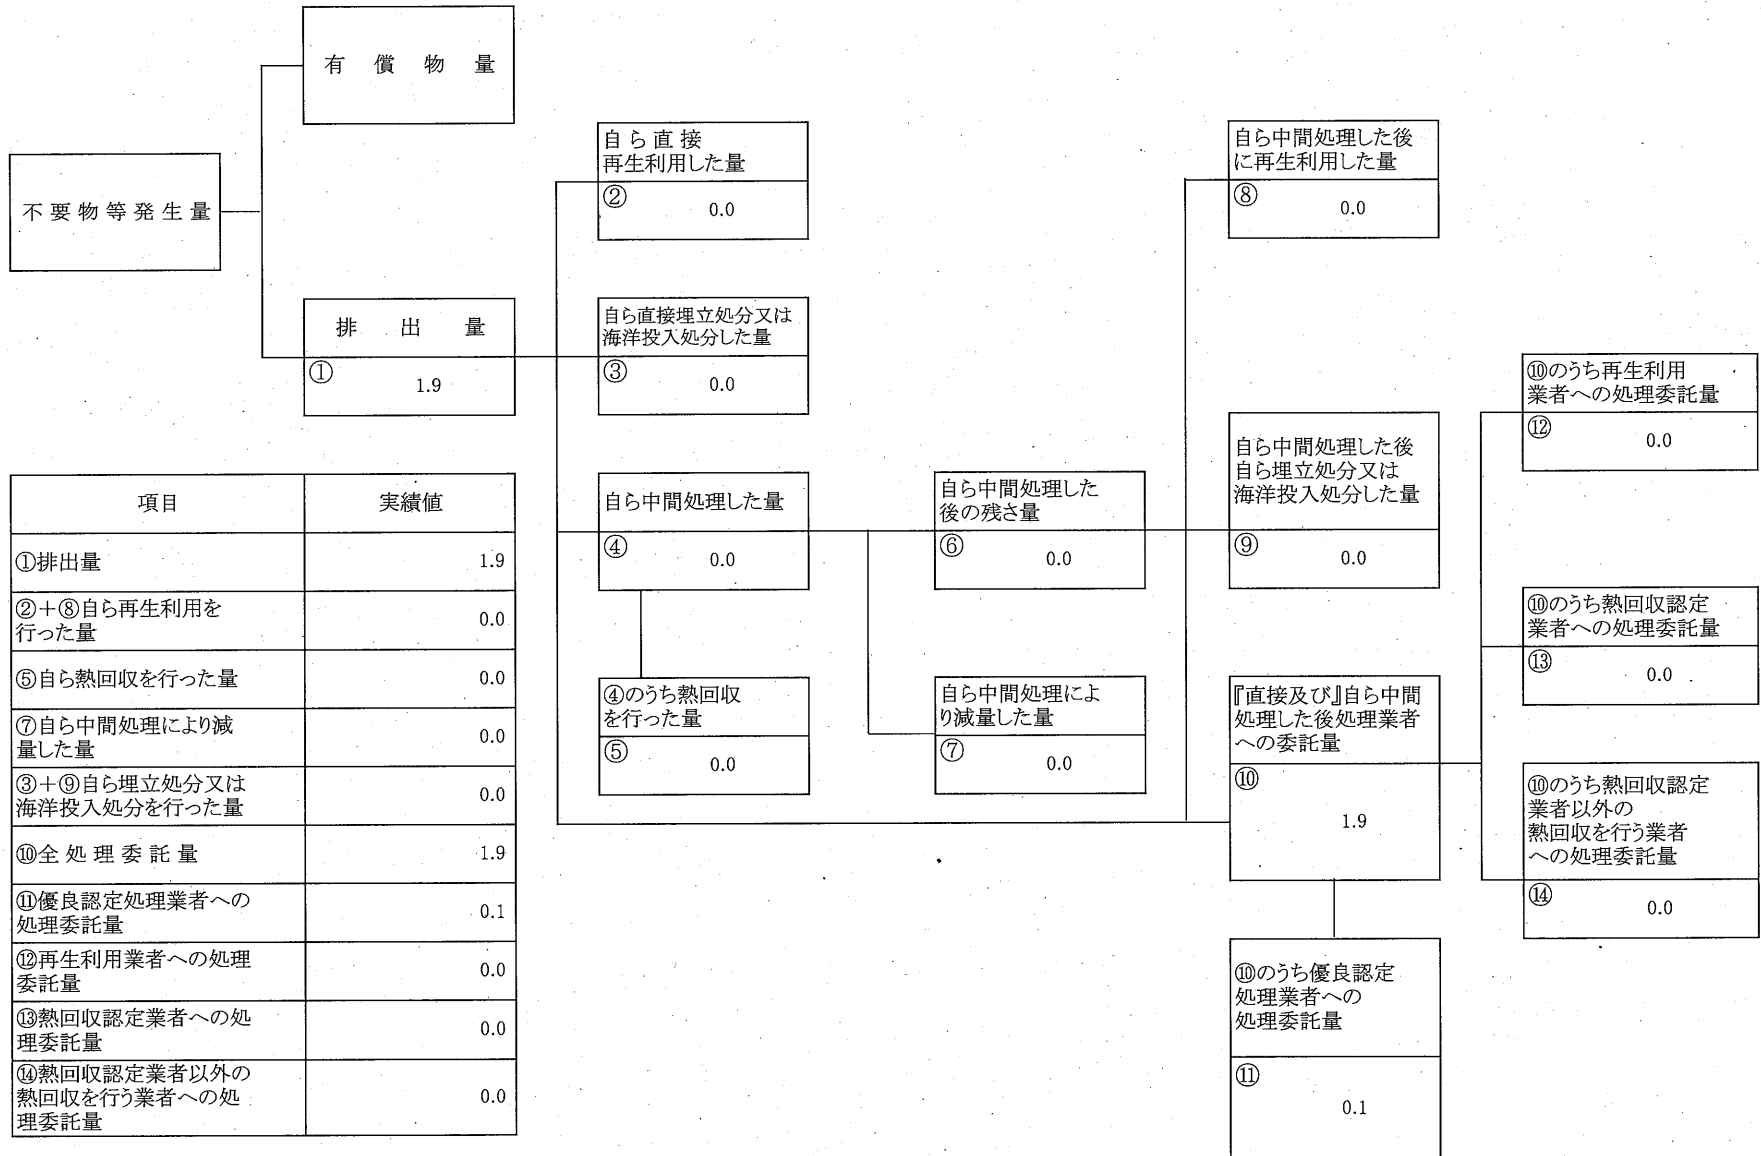 有償物量
不要物等発生量
排出量
①
1.9
自ら直接
再生利用した量
②
0.0
自ら直接埋立処分又は
海洋投入処分した量
③
0.0
自ら中間処理した量
④
0.0
④のうち熱回収
を行った量
⑤
0.0
自ら中間処理した
後の残さ量
⑥
0.0
自ら中間処理によ
り減量した量
⑦
0.0
自ら中間処理した後
に再生利用した量
⑧
0.0
自ら中間処理した後
自ら埋立処分又は
海洋投入処分した量
⑨
0.0
『直接及び』自ら中間
処理した後処理業者
への委託量
⑩
1.9
⑩のうち優良認定
処理業者への
処理委託量
⑪
0.1
⑩のうち再生利用
業者への処理委託量
⑫
0.0
⑩のうち熱回収認定
業者への処理委託量
⑬
0.0
⑩のうち熱回収認定
業者以外の
熱回収を行う業者
への処理委託量
⑭
0.0
項目 実績値
①排出量 1.9
②+⑧自ら再生利用を
行った量 0.0
⑤自ら熱回収を行った量 0.0
⑦自ら中間処理により減
量した量 0.0
③+⑨自ら埋立処分又は
海洋投入処分を行った量 0.0
⑩全処理委託量 1.9
⑪優良認定処理業者への
処理委託量 0.1
⑫再生利用業者への処理
委託量 0.0
⑬熱回収認定業者への処
理委託量 0.0
⑭熱回収認定業者以外の
熱回収を行う業者への処
理委託量 0.0